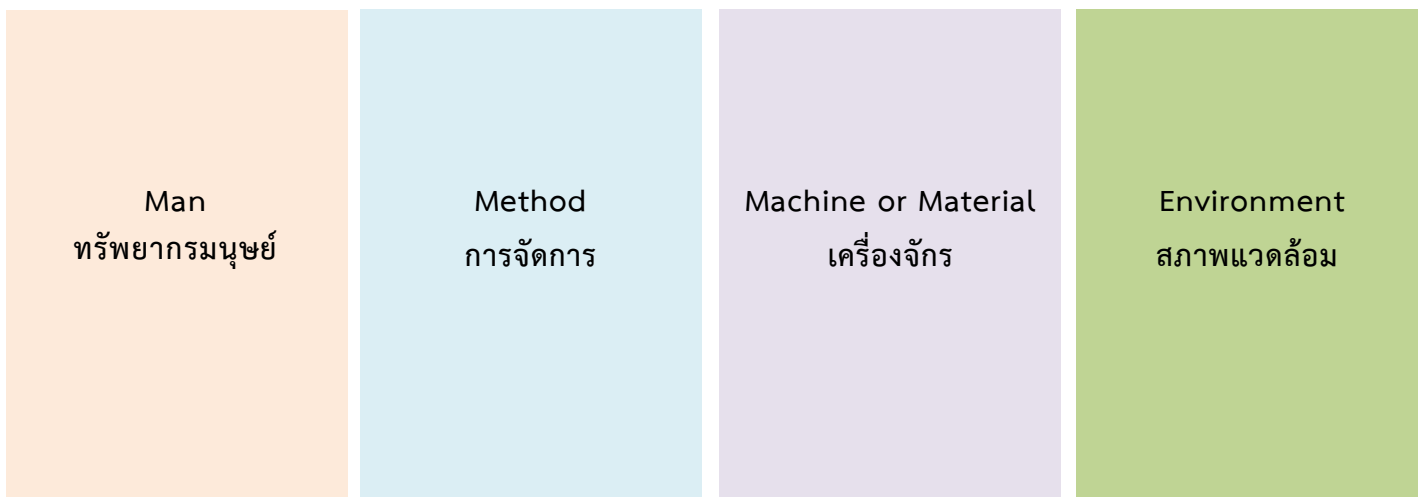 Man
ทรัพยากรมนุษย์
Method
การจัดการ
Machine or Material
เครื่องจักร
Environment
สภาพแวดล้อม